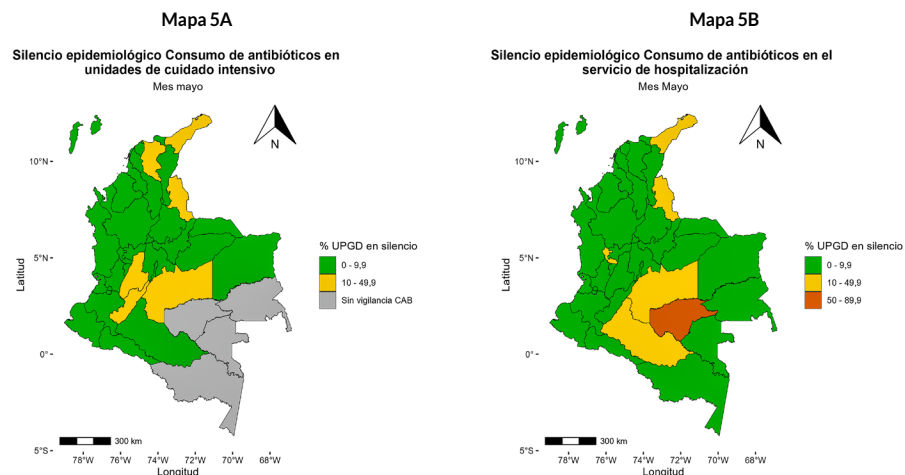 Mapa 5A
Silencio epidemiológico Consumo de antibióticos en
unidades de cuidado intensivo
Mes mayo
N
10°N -
5°N -
0° -
5°S -
Latitud
300 km
78°W 76°W 74°W 72°W 70°W 68°W
Longitud
% UPGD en silencio
0 - 9,9
10 - 49,9
Sin vigilancia CAB
Mapa 5B
Silencio epidemiológico Consumo de antibióticos en el
servicio de hospitalización
Mes Mayo
N
10°N -
5°N -
0° -
5°S -
Latitud
300 km
78°W 76°W 74°W 72°W 70°W 68°W
Longitud
% UPGD en silencio
0 - 9,9
10 - 49,9
50 - 89,9